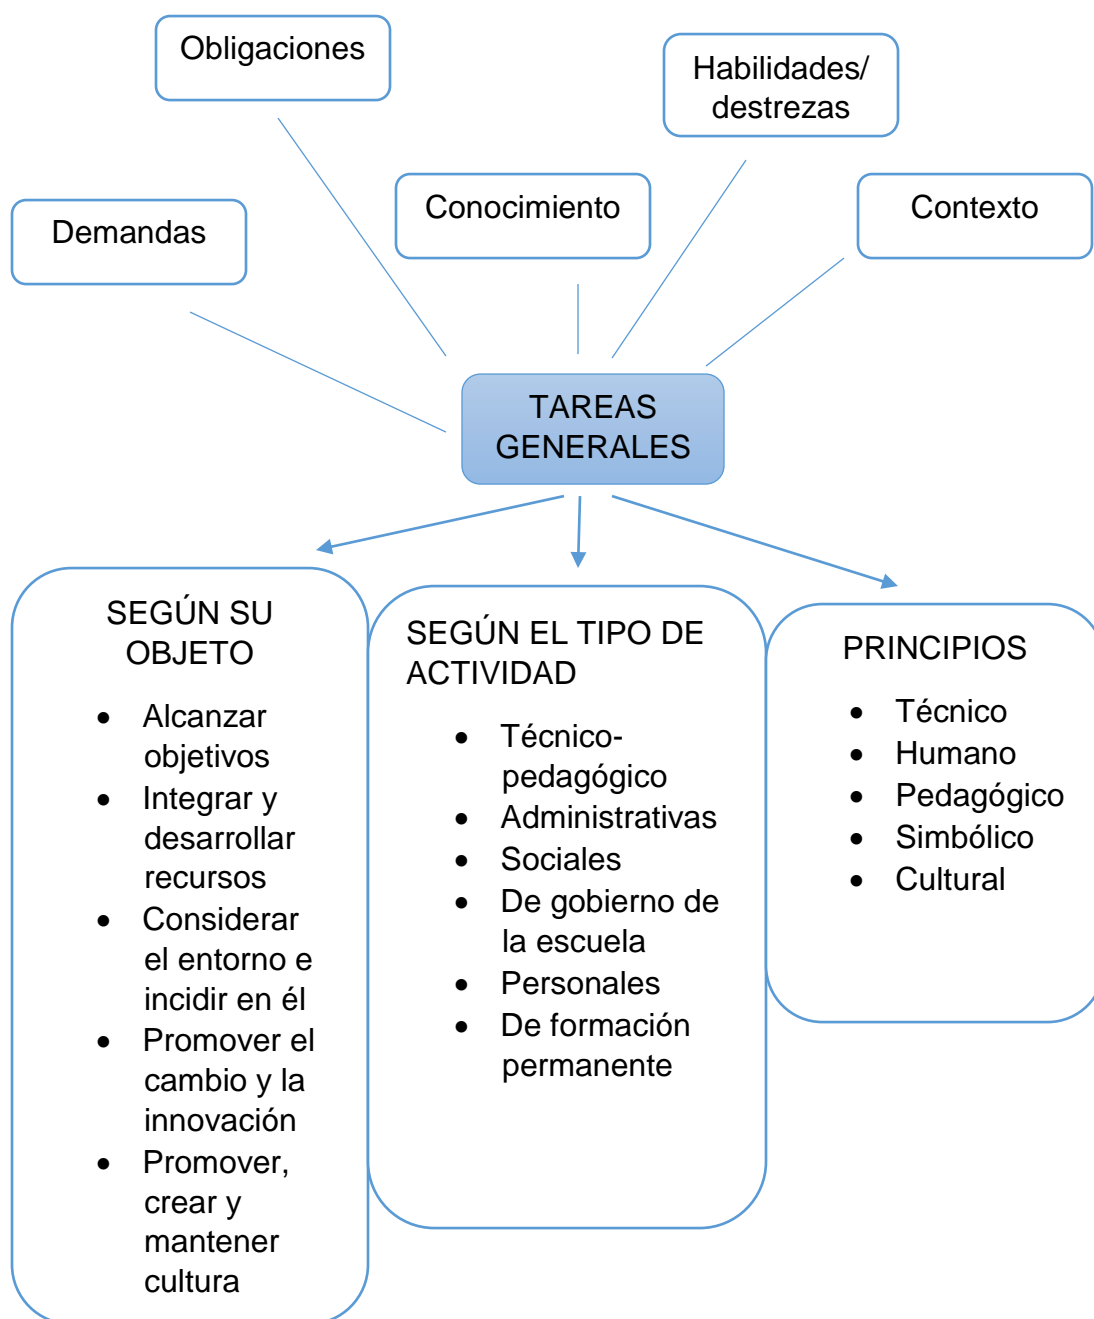 Obligaciones
Habilidades/
destrezas
Demandas
Conocimiento
Contexto
TAREAS
GENERALES
SEGÚN SU
OBJETO
• Alcanzar
objetivos
• Integrar y
desarrollar
recursos
• Considerar
el entorno e
incidir en él
• Promover el
cambio y la
innovación
• Promover,
crear y
mantener
cultura
SEGÚN EL TIPO DE
ACTIVIDAD
• Técnico-
pedagógico
• Administrativas
• Sociales
• De gobierno de
la escuela
• Personales
• De formación
permanente
PRINCIPIOS
• Técnico
• Humano
• Pedagógico
• Simbólico
• Cultural